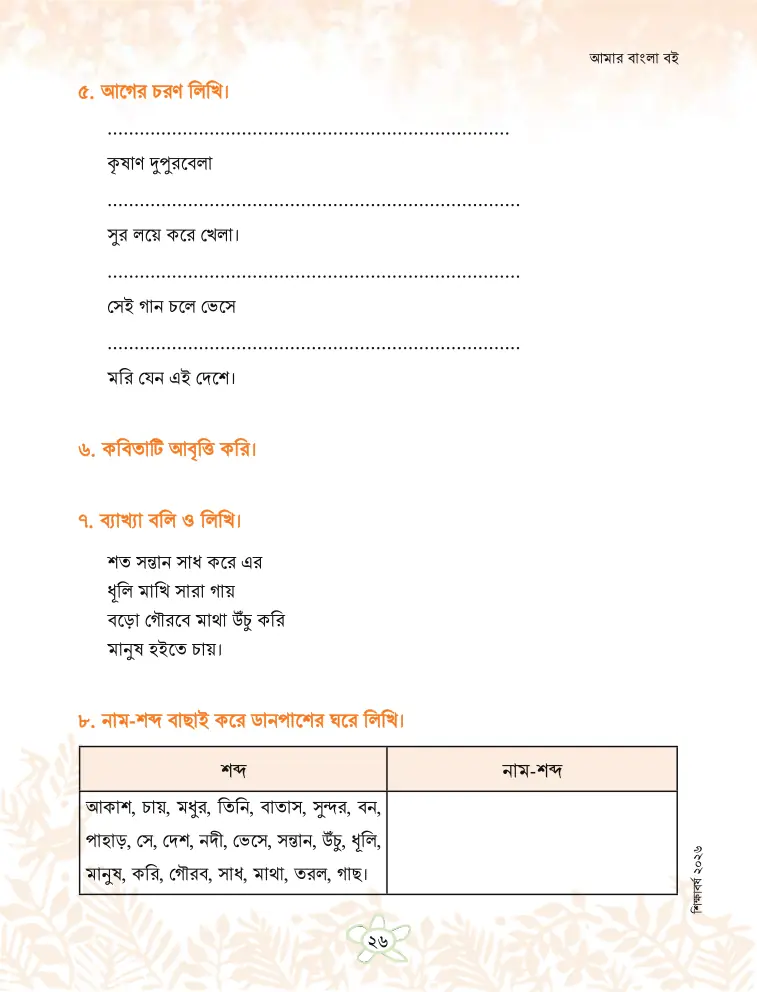 আমার বাংলা বই
৫. আগের চরণ লিখি।
............................................................................
কৃষাণ দুপুরবেলা
..............................................................................
সুর লয়ে করে খেলা।
..............................................................................
সেই গান চলে ভেসে
..............................................................................
মরি যেন এই দেশে।
৬. কবিতাটি আবৃত্তি করি।
৭. ব্যাখ্যা বলি ও লিখি।
শত সন্তান সাধ করে এর
ধূলি মাখি সারা গায়
বড়ো গৌরবে মাথা উঁচু করি
মানুষ হইতে চায়।
৮. নাম-শব্দ বাছাই করে ডানপাশের ঘরে লিখি।
শব্দ
নাম-শব্দ
আকাশ, চায়, মধুর, তিনি, বাতাস, সুন্দর, বন,
পাহাড়, সে, দেশ, নদী, ভেসে, সন্তান, উঁচু, ধূলি,
মানুষ, করি, গৌরব, সাধ, মাথা, তরল, গাছ।
শিক্ষাবর্ষ ২০২৬
২৬